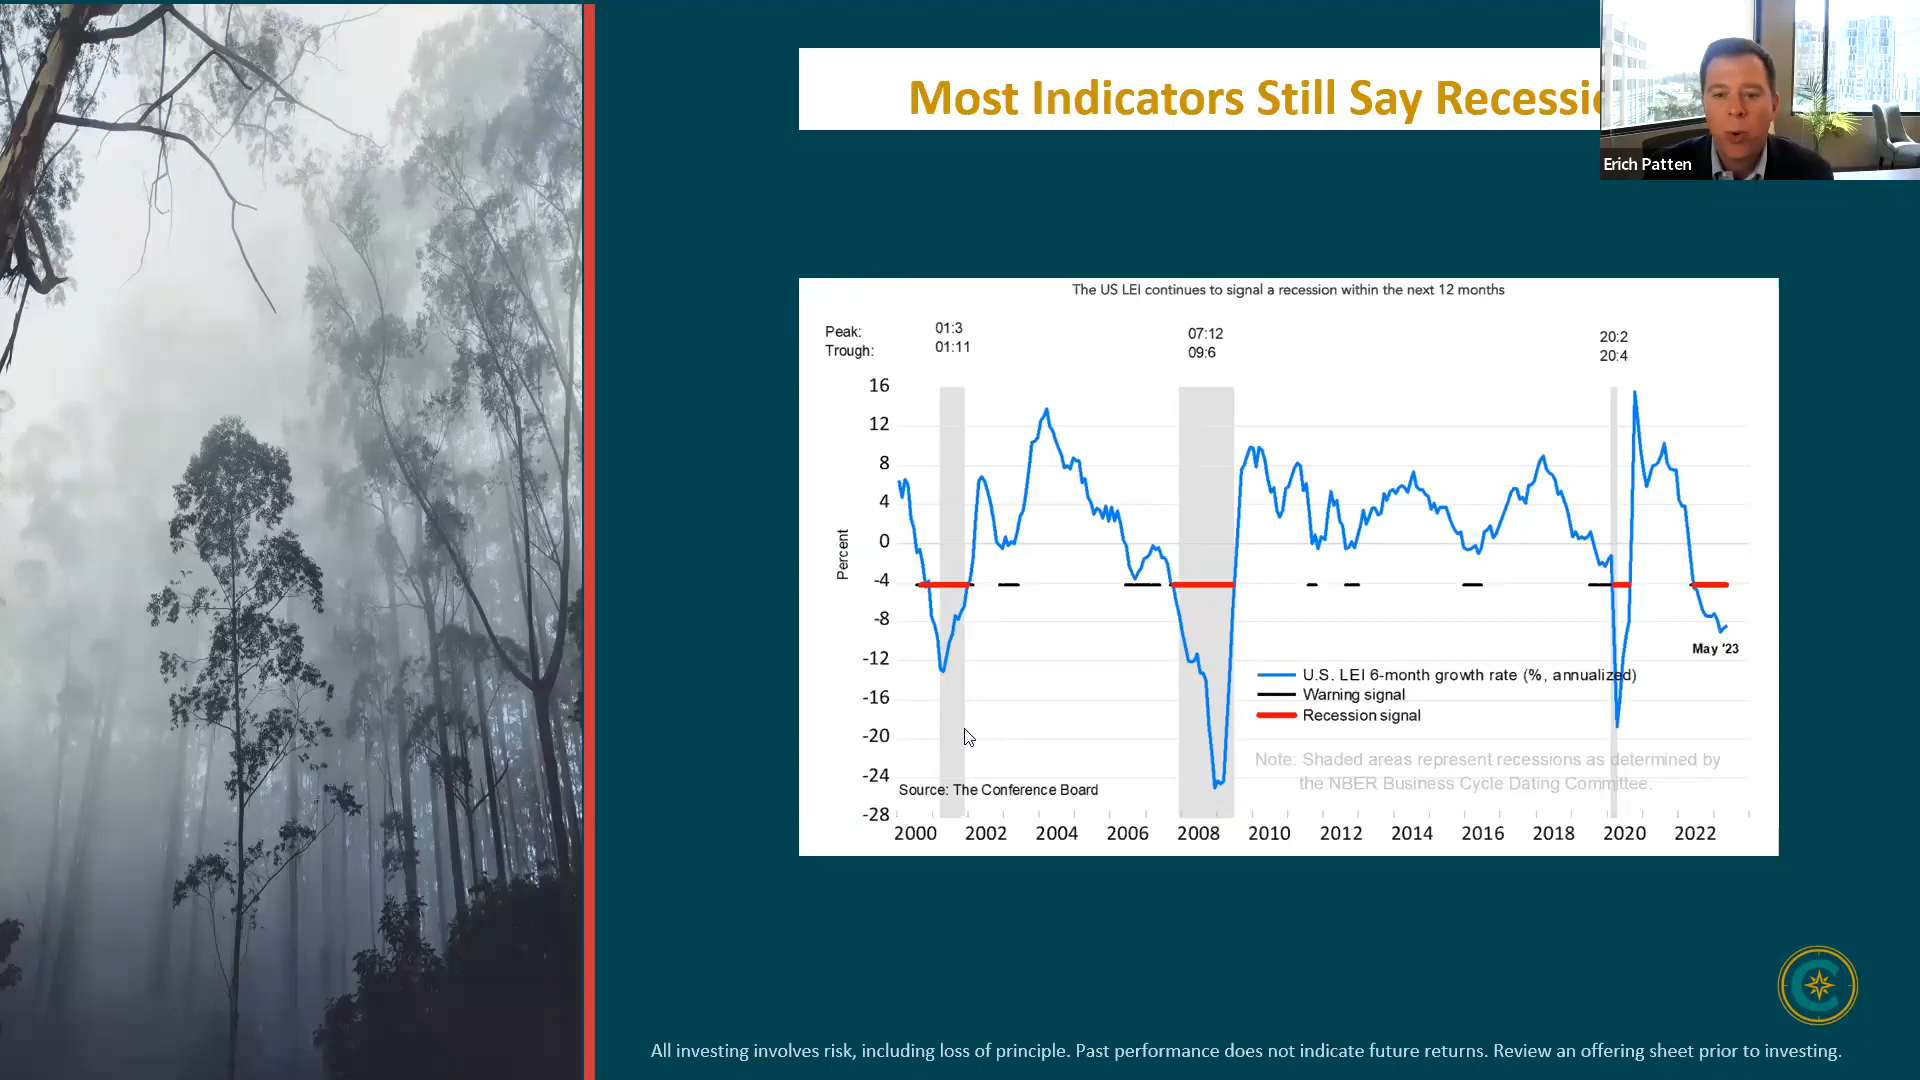 Most Indicators Still Say
Erich Patten
The US LEI continues to signal a recession within the next 12 months
Peak: 01:3 07:12 20:2
Trough: 01:11 09:6 20:4
16
12
8
4
0
-4
-8
-12
-16
-20
-24
-28
Percent
May '23
U.S. LEI 6-month growth rate (%, annualized)
Warning signal
Recession signal
Note: Shaded areas represent recessions as determined by
the NBER Business Cycle Dating Committee.
Source: The Conference Board
2000 2002 2004 2006 2008 2010 2012 2014 2016 2018 2020 2022
C
All investing involves risk, including loss of principle. Past performance does not indicate future returns. Review an offering sheet prior to investing.